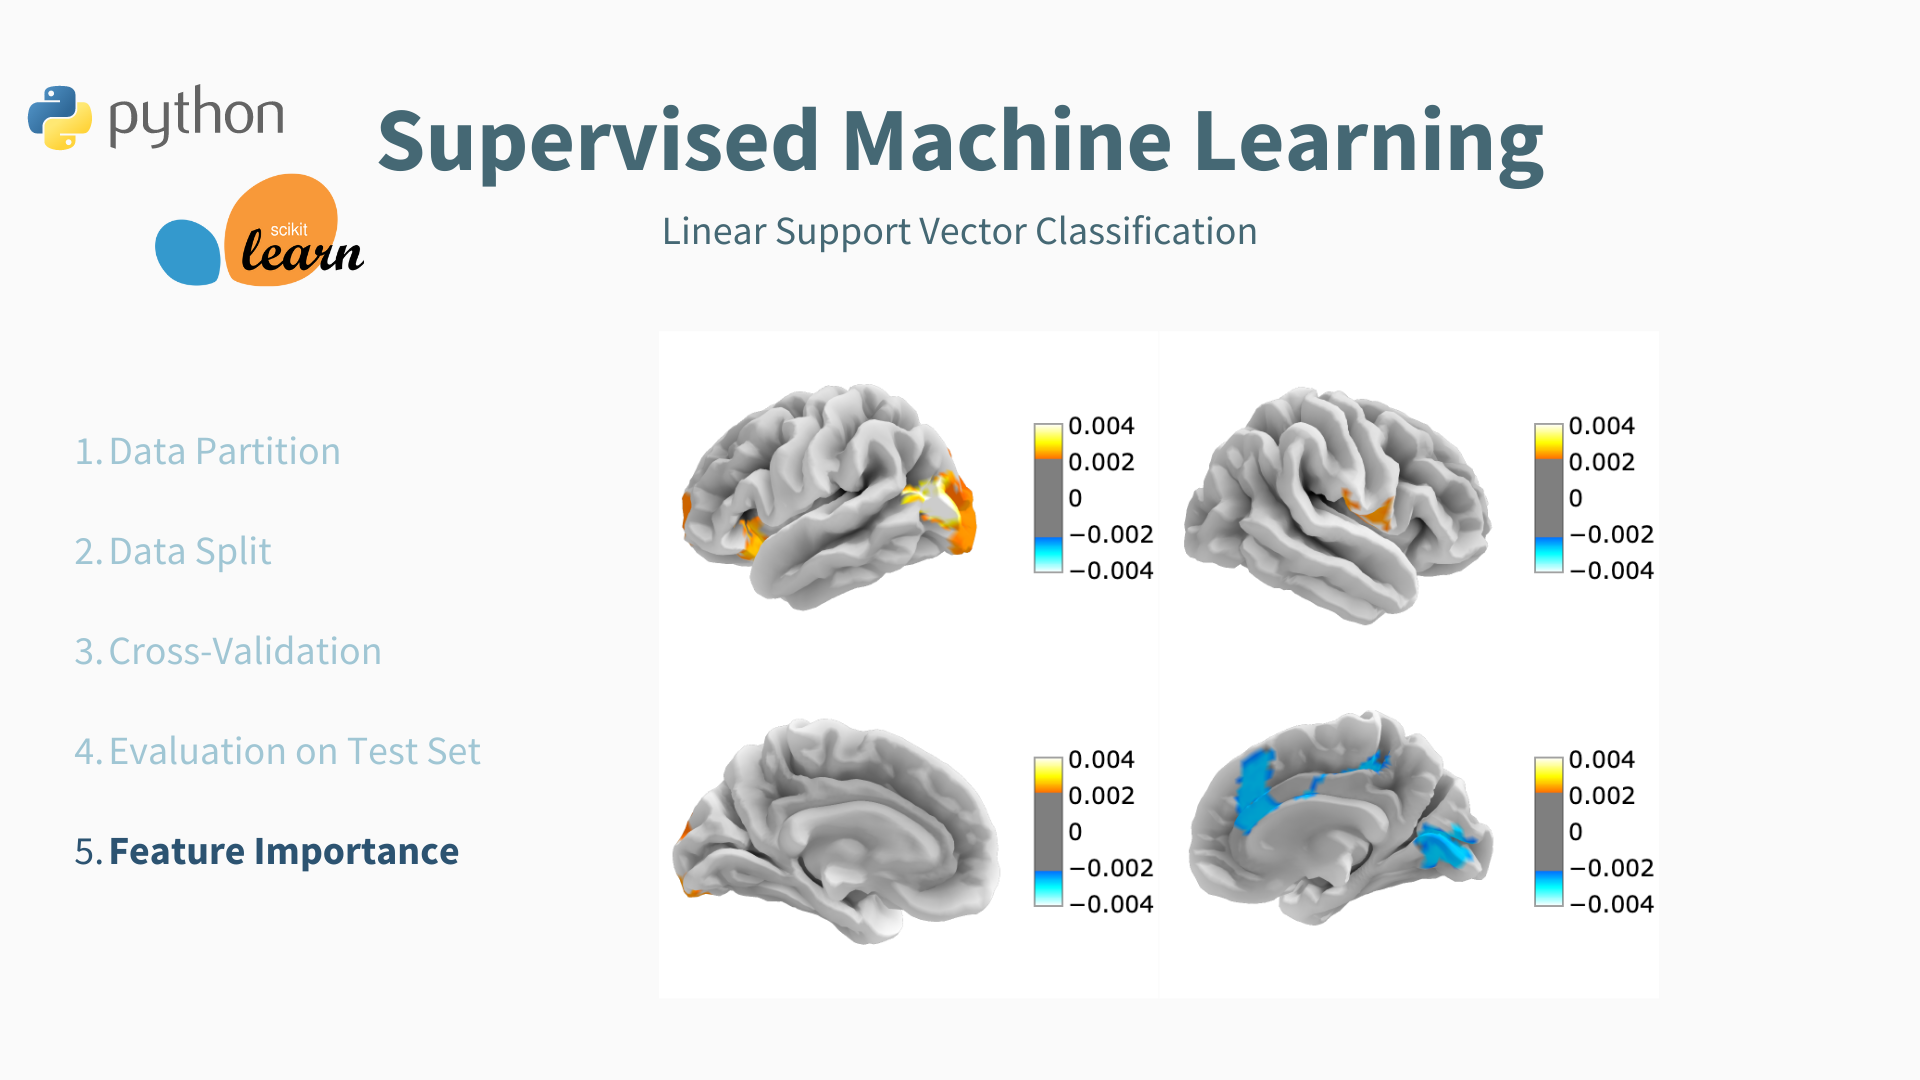 python
Supervised Machine Learning
scikit
learn
Linear Support Vector Classification
1. Data Partition
2. Data Split
3. Cross-Validation
4. Evaluation on Test Set
5. Feature Importance
0.004
0.002
0
−0.002
−0.004
0.004
0.002
0
−0.002
−0.004
0.004
0.002
0
−0.002
−0.004
0.004
0.002
0
−0.002
−0.004